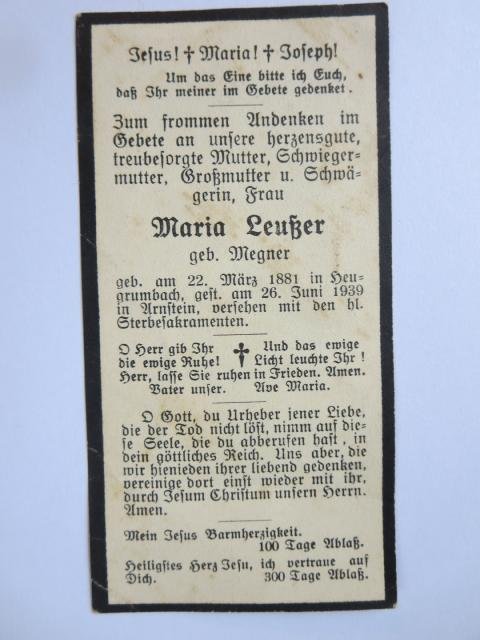 Jesus! ✝ Maria! ✝ Joseph!
Um das Eine bitte ich Euch,
daß Ihr meiner im Gebete gedenket.
Zum frommen Andenken im
Gebete an unsere herzensgute,
treubesorgte Mutter, Schwieger-
mutter, Großmutter u. Schwä-
gerin, Frau
Maria Leußer
geb. Megner
geb. am 22. März 1881 in Heu-
grumbach, gest. am 26. Juni 1939
in Arnstein, versehen mit den hl.
Sterbesakramenten.
O Herr gib Ihr ✝ Und das ewige
die ewige Ruhe! Licht leuchte Ihr!
Herr, lasse Sie ruhen in Frieden. Amen.
Vater unser. Ave Maria.
O Gott, du Urheber jener Liebe,
die der Tod nicht löst, nimm auf die-
se Seele, die du abberufen hast, in
dein göttliches Reich. Uns aber, die
wir hienieden ihrer liebend gedenken,
vereinige dort einst wieder mit ihr,
durch Jesum Christum unsern Herrn.
Amen.
Mein Jesus Barmherzigkeit.
100 Tage Ablaß.
Heiligstes Herz Jesu, ich vertraue auf
Dich. 300 Tage Ablaß.